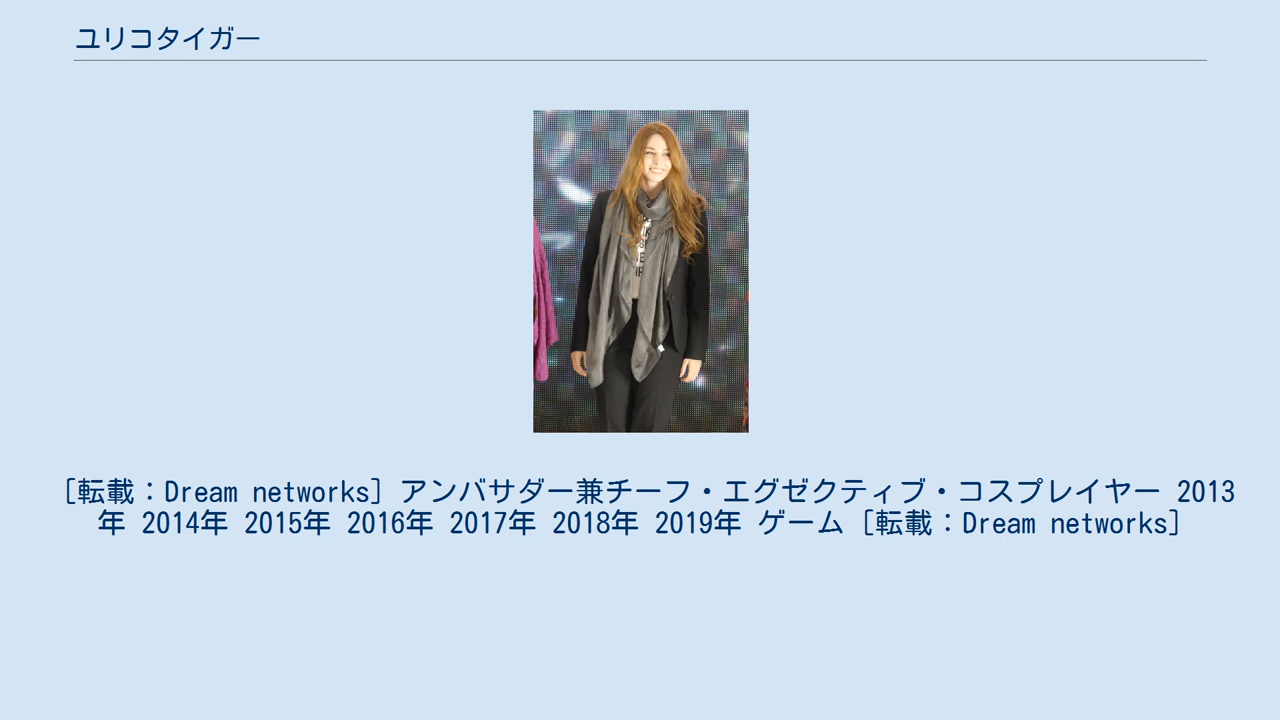 ユリコタイガー
［転載：Dream networks］ アンバサダー兼チーフ・エグゼクティブ・コスプレイヤー 2013
年 2014年 2015年 2016年 2017年 2018年 2019年 ゲーム［転載：Dream networks］